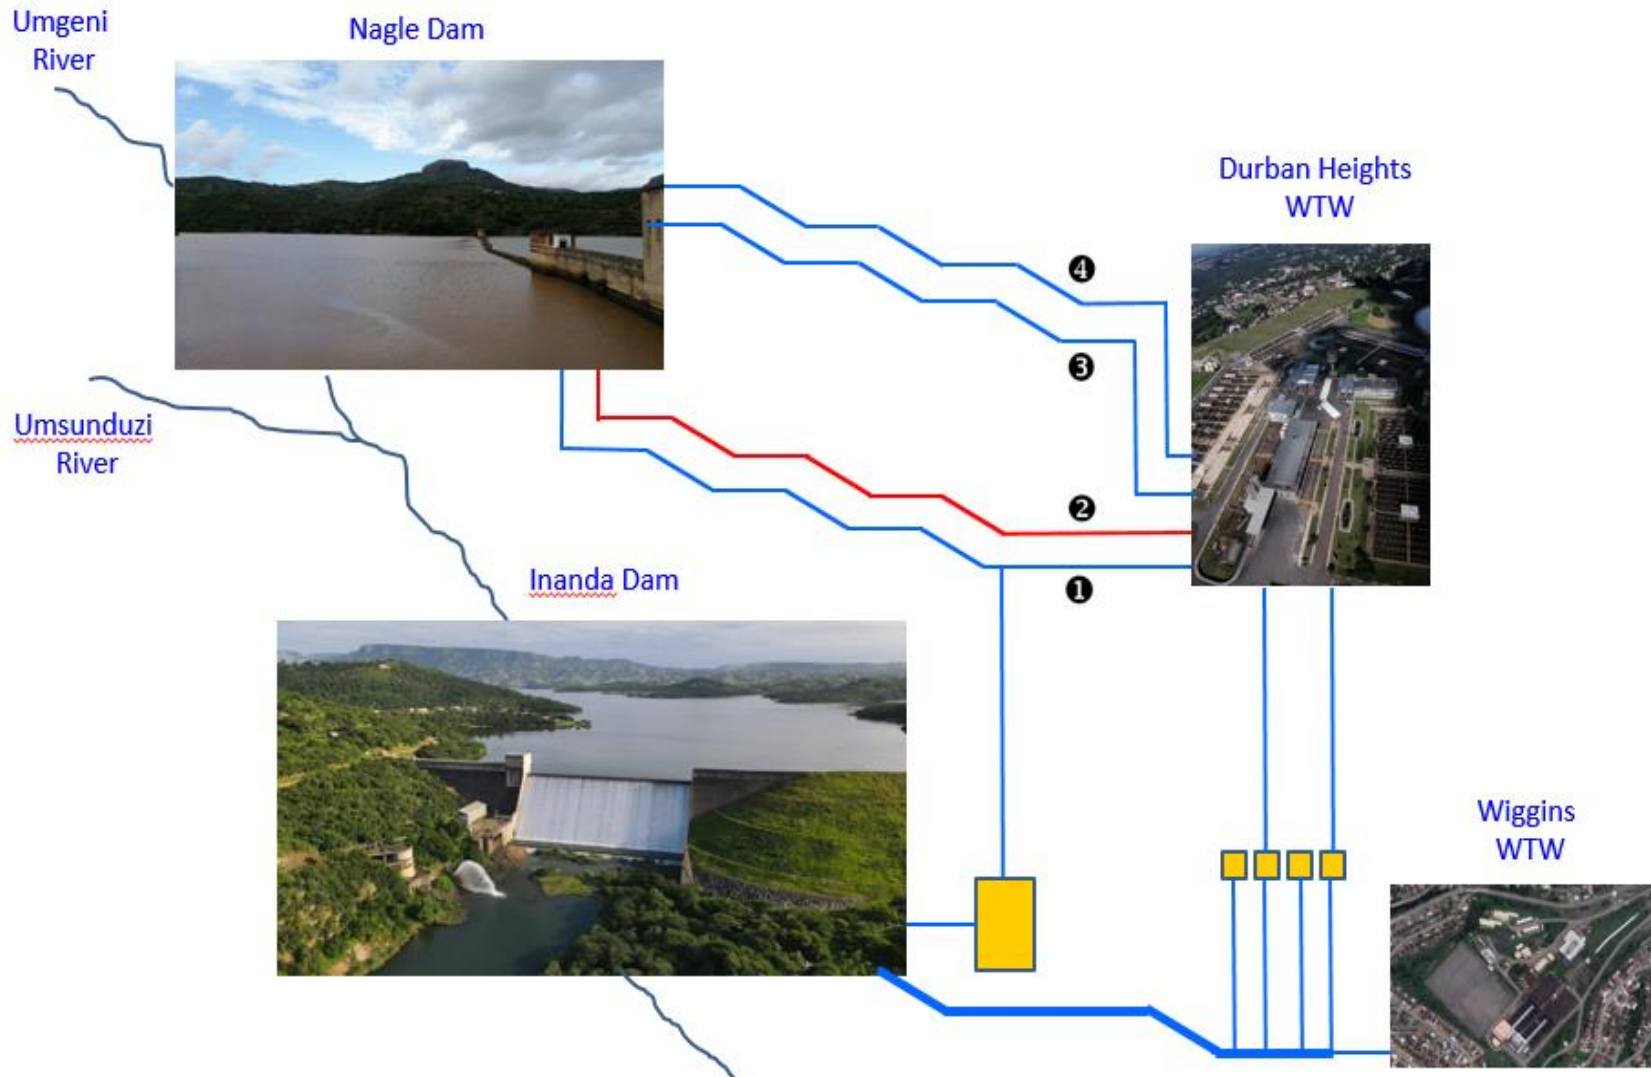 Umgeni
River
Nagle Dam
Durban Heights
WTW
❹
❸
Umsunduzi
River
❷
❶
Inanda Dam
Wiggins
WTW